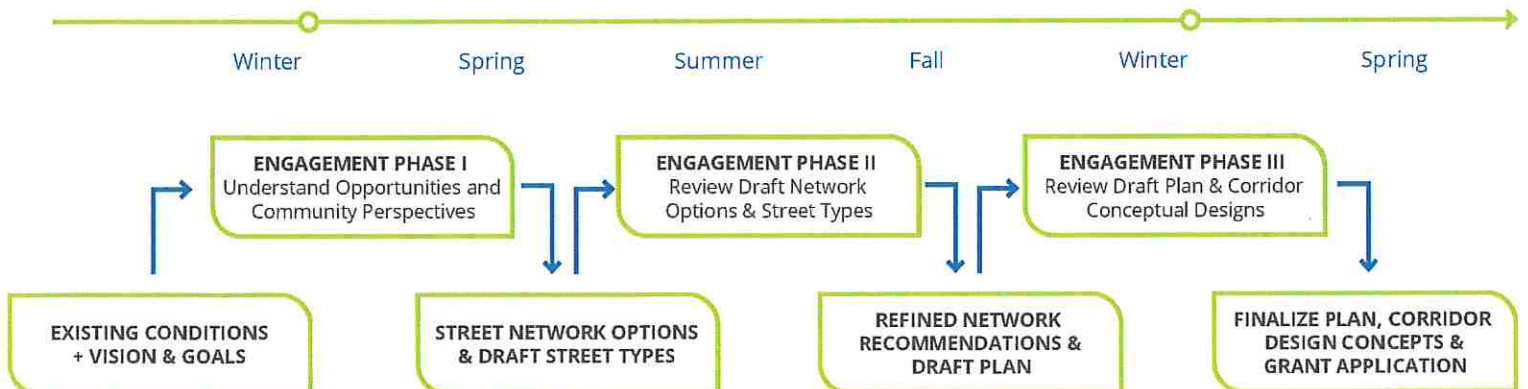 Winter Spring Summer Fall Winter Spring
ENGAGEMENT PHASE I
Understand Opportunities and
Community Perspectives
ENGAGEMENT PHASE II
Review Draft Network
Options & Street Types
ENGAGEMENT PHASE III
Review Draft Plan & Corridor
Conceptual Designs
EXISTING CONDITIONS
+ VISION & GOALS
STREET NETWORK OPTIONS
& DRAFT STREET TYPES
REFINED NETWORK
RECOMMENDATIONS &
DRAFT PLAN
FINALIZE PLAN, CORRIDOR
DESIGN CONCEPTS &
GRANT APPLICATION